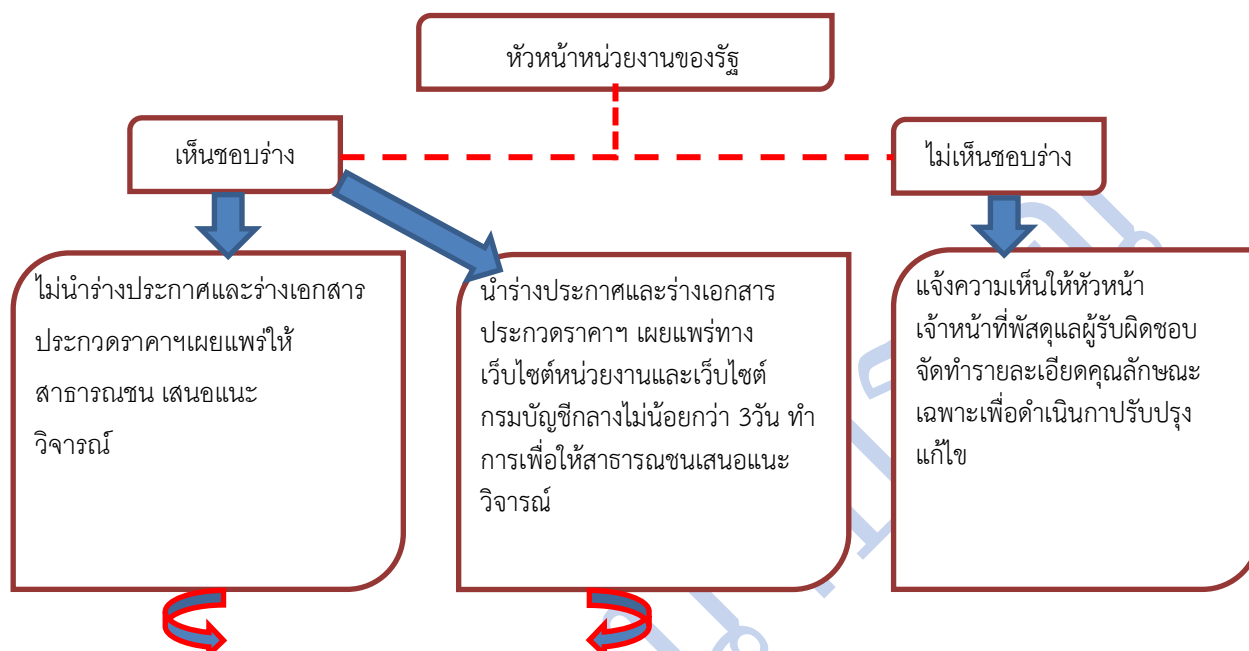 หัวหน้าหน่วยงานของรัฐ
เห็นชอบร่าง
ไม่เห็นชอบร่าง
ไม่นำร่างประกาศและร่างเอกสาร
ประกวดราคาฯเผยแพร่ให้
สาธารณชน เสนอแนะ
วิจารณ์
นำร่างประกาศและร่างเอกสาร
ประกวดราคาฯ เผยแพร่ทาง
เว็บไซต์หน่วยงานและเว็บไซต์
กรมบัญชีกลางไม่น้อยกว่า 3วัน ทำ
การเพื่อให้สาธารณชนเสนอแนะ
วิจารณ์
แจ้งความเห็นให้หัวหน้า
เจ้าหน้าที่พัสดุแลผู้รับผิดชอบ
จัดทำรายละเอียดคุณลักษณะ
เฉพาะเพื่อดำเนินกาปรับปรุง
แก้ไข